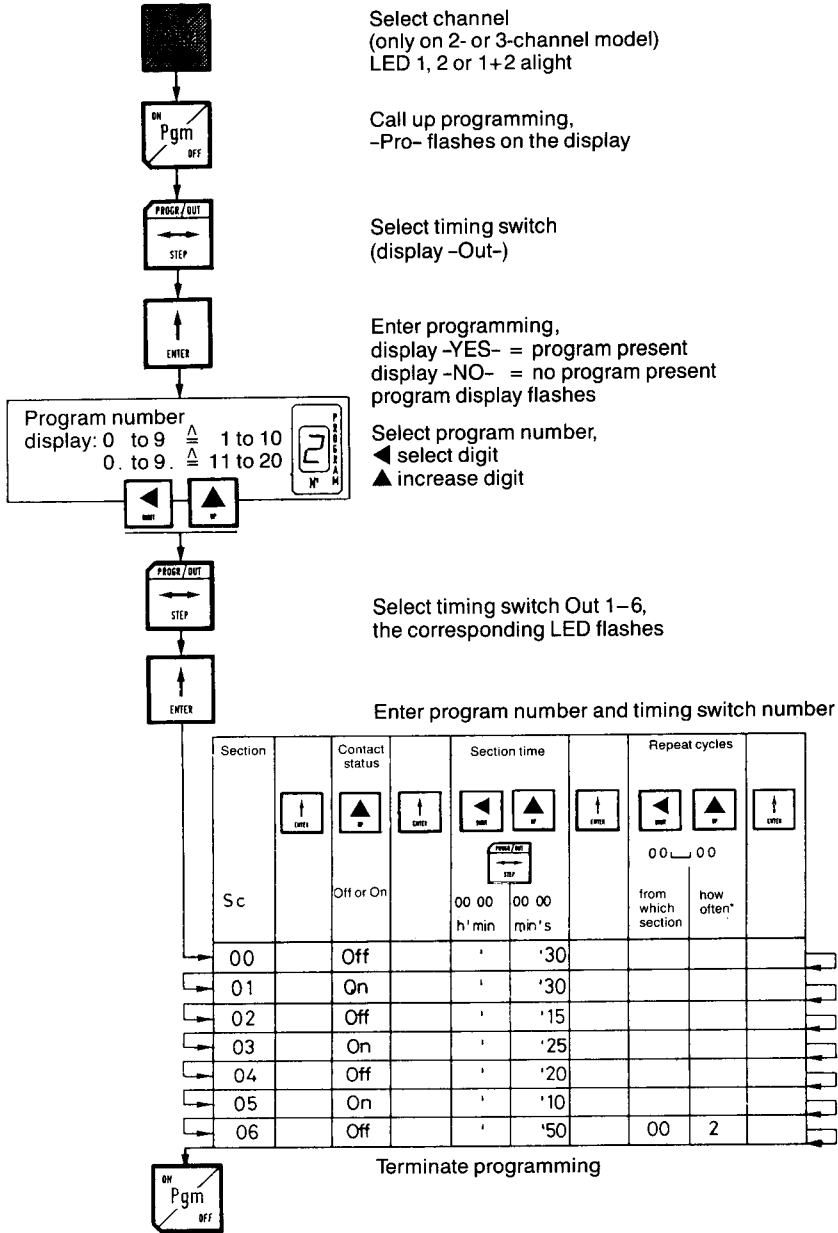 Select channel
(only on 2- or 3-channel model)
LED 1, 2 or 1+2 alight
ON
Pgm
OFF
Call up programming,
-Pro- flashes on the display
PROGR/OUT
STEP
Select timing switch
(display -Out-)
ENTER
Enter programming,
display -YES- = program present
display -NO- = no program present
program display flashes
Program number
display: 0 to 9 ≙ 1 to 10
0. to 9. ≙ 11 to 20
2
PROGRAM
N°
Select program number,
◀ select digit
▲ increase digit
DIGIT
UP
PROGR/OUT
STEP
Select timing switch Out 1–6,
the corresponding LED flashes
ENTER
Enter program number and timing switch number
Section Contact status Section time Repeat cycles
ENTER UP ENTER DIGIT UP ENTER DIGIT UP ENTER
PROGR/OUT
STEP
00⎵00
Sc Off or On 00 00 h'min 00 00 min's from which section how often*
00 Off ' '30
01 On ' '30
02 Off ' '15
03 On ' '25
04 Off ' '20
05 On ' '10
06 Off ' '50 00 2
Terminate programming
ON
Pgm
OFF